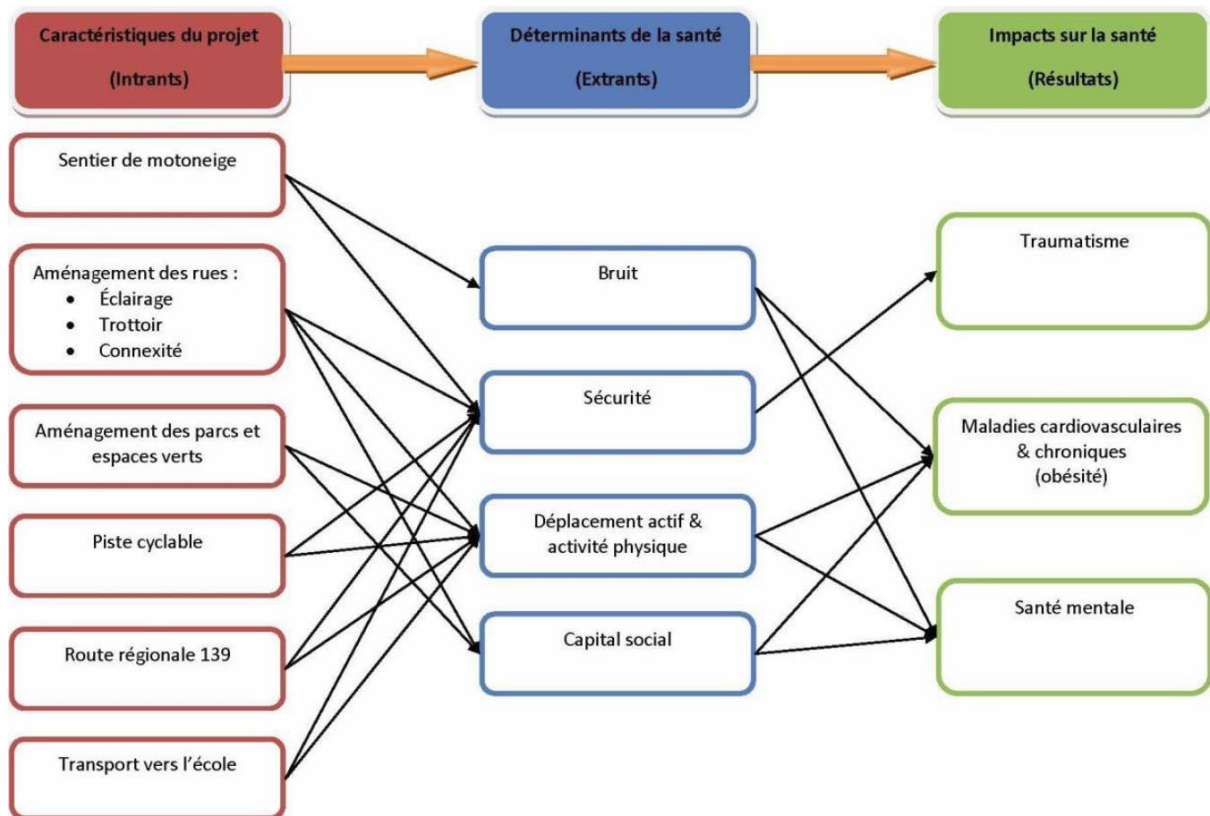 Caractéristiques du projet
(Intrants)
Déterminants de la santé
(Extrants)
Impacts sur la santé
(Résultats)
Sentier de motoneige
Aménagement des rues :
• Éclairage
• Trottoir
• Connexité
Aménagement des parcs et
espaces verts
Piste cyclable
Route régionale 139
Transport vers l'école
Bruit
Sécurité
Déplacement actif &
activité physique
Capital social
Traumatisme
Maladies cardiovasculaires
& chroniques
(obésité)
Santé mentale